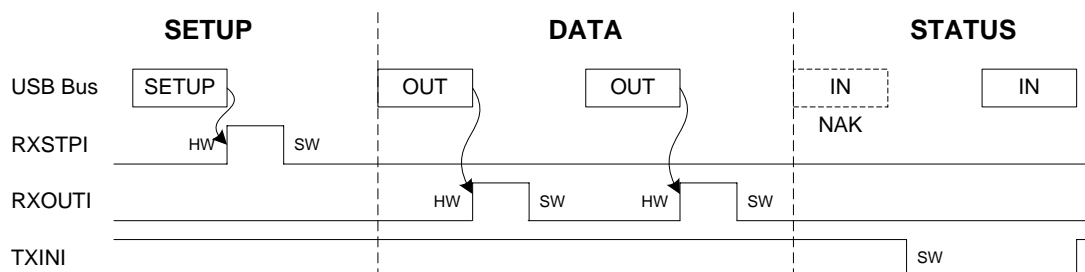 SETUP DATA STATUS
USB Bus SETUP OUT OUT IN IN
NAK
RXSTPI HW SW
RXOUTI HW SW HW SW
TXINI SW